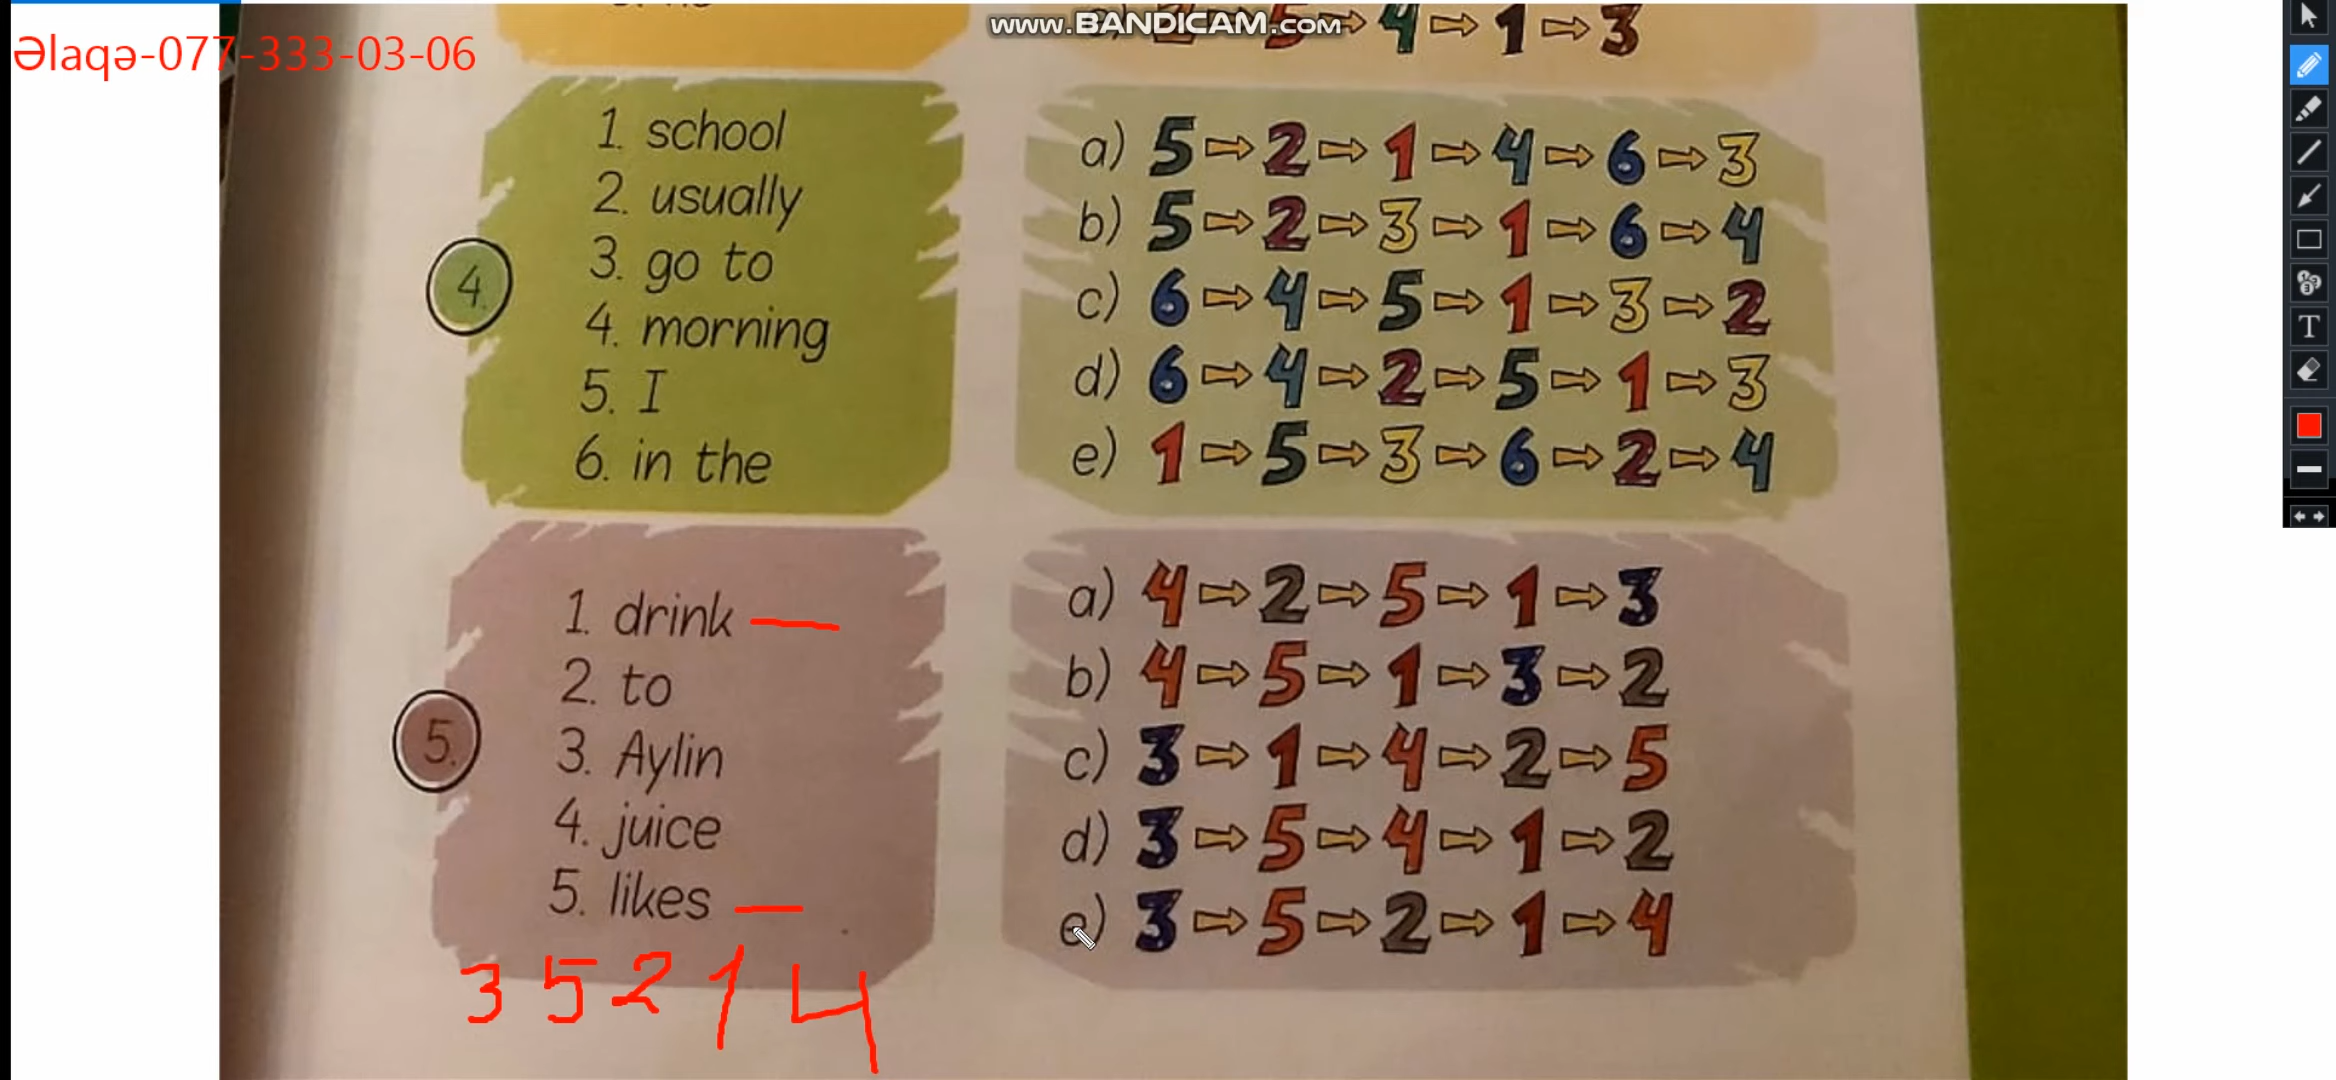 www.BANDICAM.com
Əlaqə-077-333-03-06
5⇨4⇨1⇨3
4.
1. school
2. usually
3. go to
4. morning
5. I
6. in the
a) 5⇨2⇨1⇨4⇨6⇨3
b) 5⇨2⇨3⇨1⇨6⇨4
c) 6⇨4⇨5⇨1⇨3⇨2
d) 6⇨4⇨2⇨5⇨1⇨3
e) 1⇨5⇨3⇨6⇨2⇨4
5.
1. drink
2. to
3. Aylin
4. juice
5. likes
3 5 2 1 4
a) 4⇨2⇨5⇨1⇨3
b) 4⇨5⇨1⇨3⇨2
c) 3⇨1⇨4⇨2⇨5
d) 3⇨5⇨4⇨1⇨2
e) 3⇨5⇨2⇨1⇨4
T